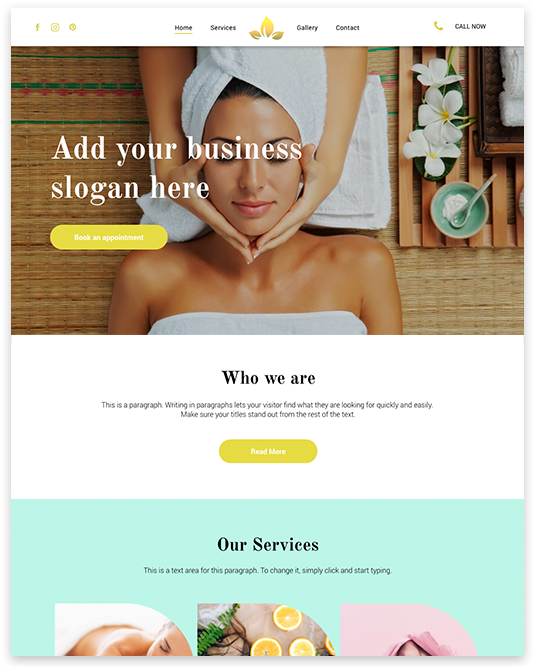 Home
Services
Gallery
Contact
CALL NOW
Add your business
slogan here
Book an appointment
Who we are
This is a paragraph. Writing in paragraphs lets your visitor find what they are looking for quickly and easily.
Make sure your titles stand out from the rest of the text.
Read More
Our Services
This is a text area for this paragraph. To change it, simply click and start typing.